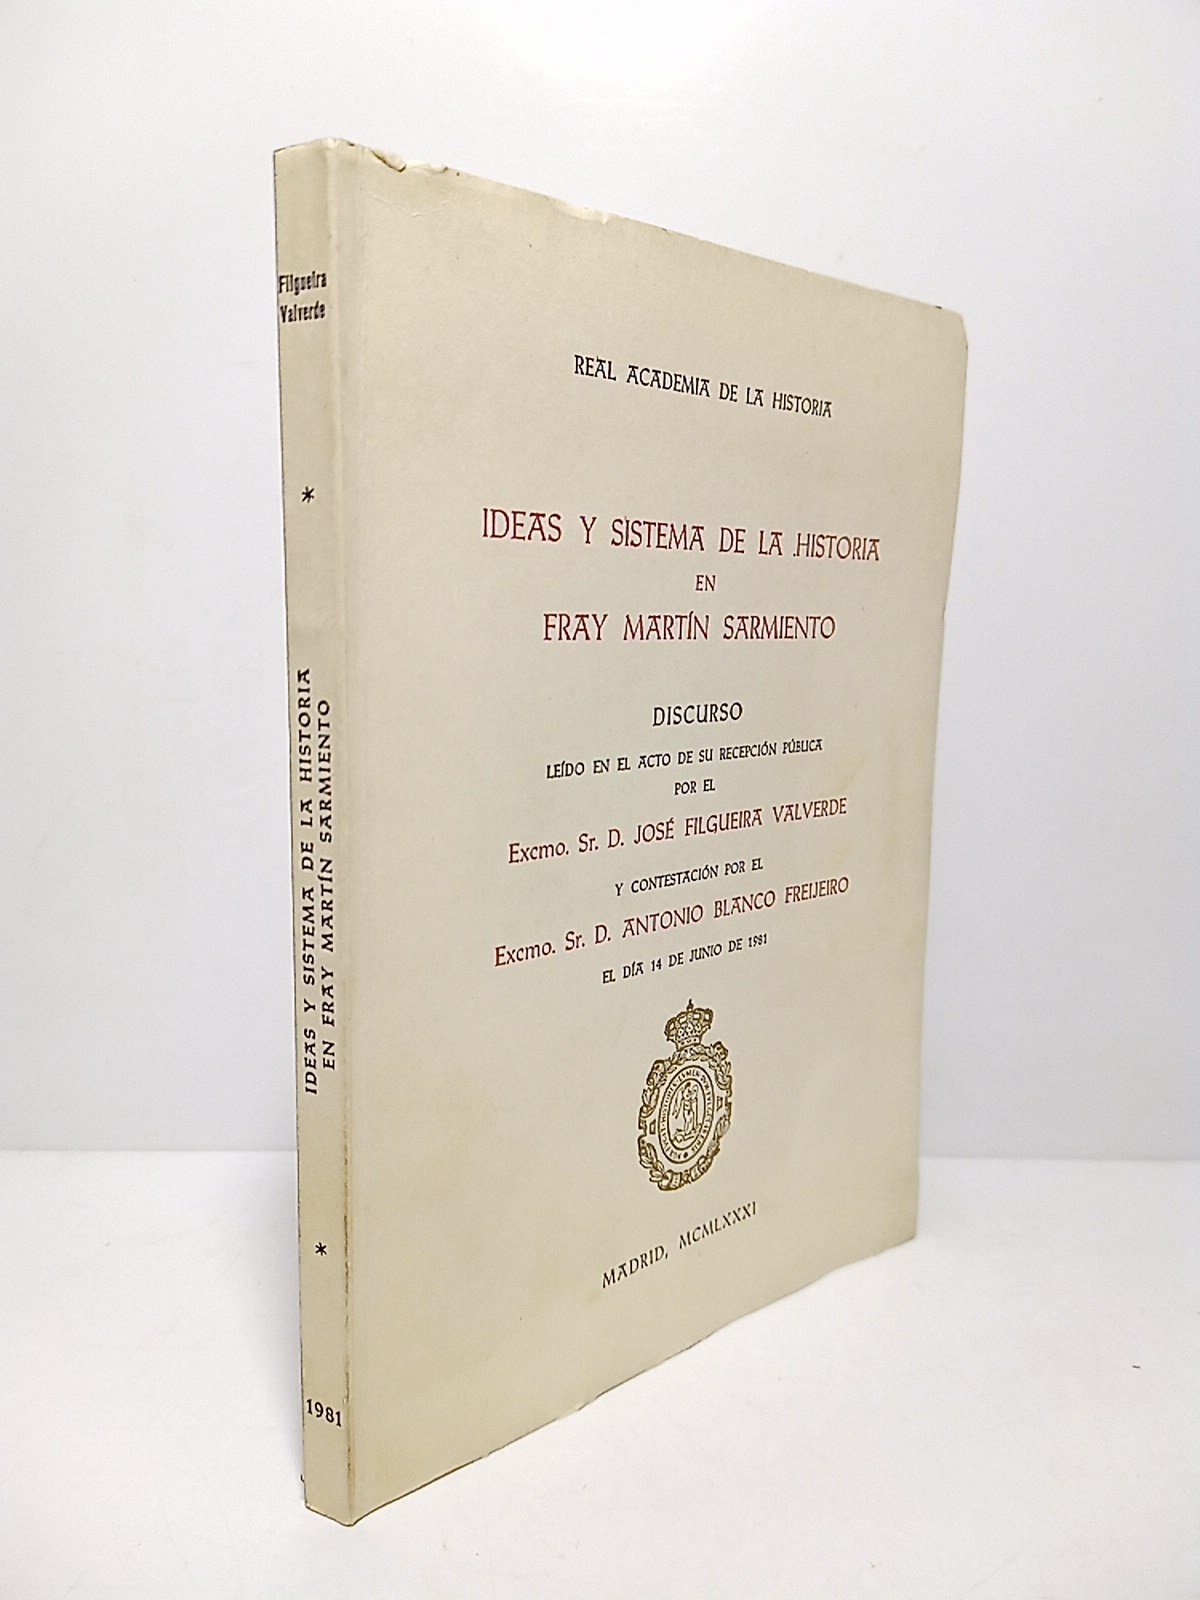 Filgueira
Valverde
*
IDEAS Y SISTEMA DE LA HISTORIA
EN FRAY MARTÍN SARMIENTO
*
1981
REAL ACADEMIA DE LA HISTORIA
IDEAS Y SISTEMA DE LA HISTORIA
EN
FRAY MARTÍN SARMIENTO
DISCURSO
LEÍDO EN EL ACTO DE SU RECEPCIÓN PÚBLICA
POR EL
Excmo. Sr. D. JOSÉ FILGUEIRA VALVERDE
Y CONTESTACIÓN POR EL
Excmo. Sr. D. ANTONIO BLANCO FREIJEIRO
EL DÍA 14 DE JUNIO DE 1981
MADRID, MCMLXXXI